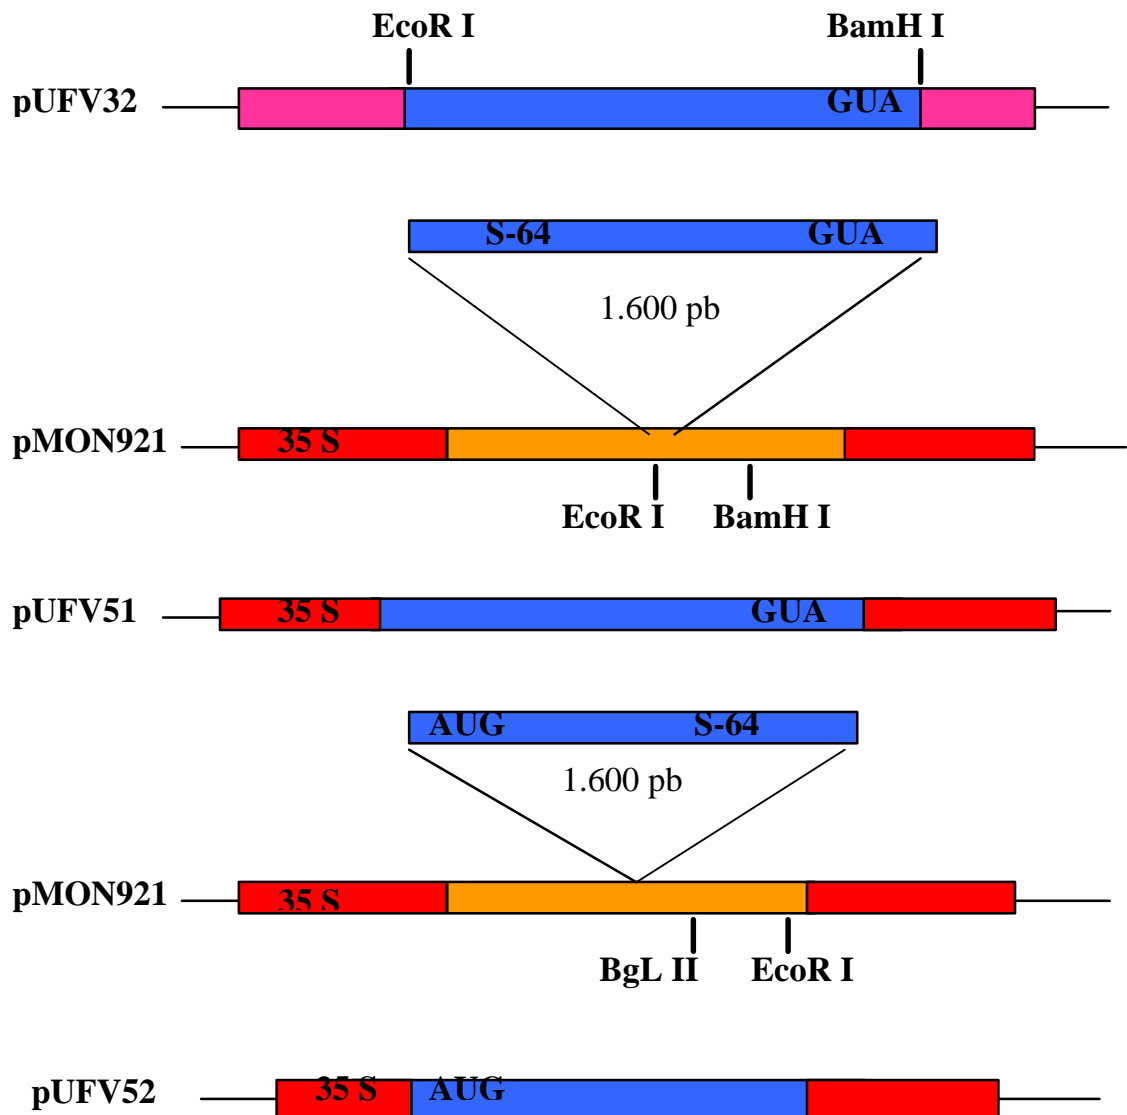 EcoR I BamH I
pUFV32 GUA
S-64 GUA
1.600 pb
pMON921 35 S
EcoR I BamH I
pUFV51 35 S GUA
AUG S-64
1.600 pb
pMON921 35 S
BgL II EcoR I
pUFV52 35 S AUG